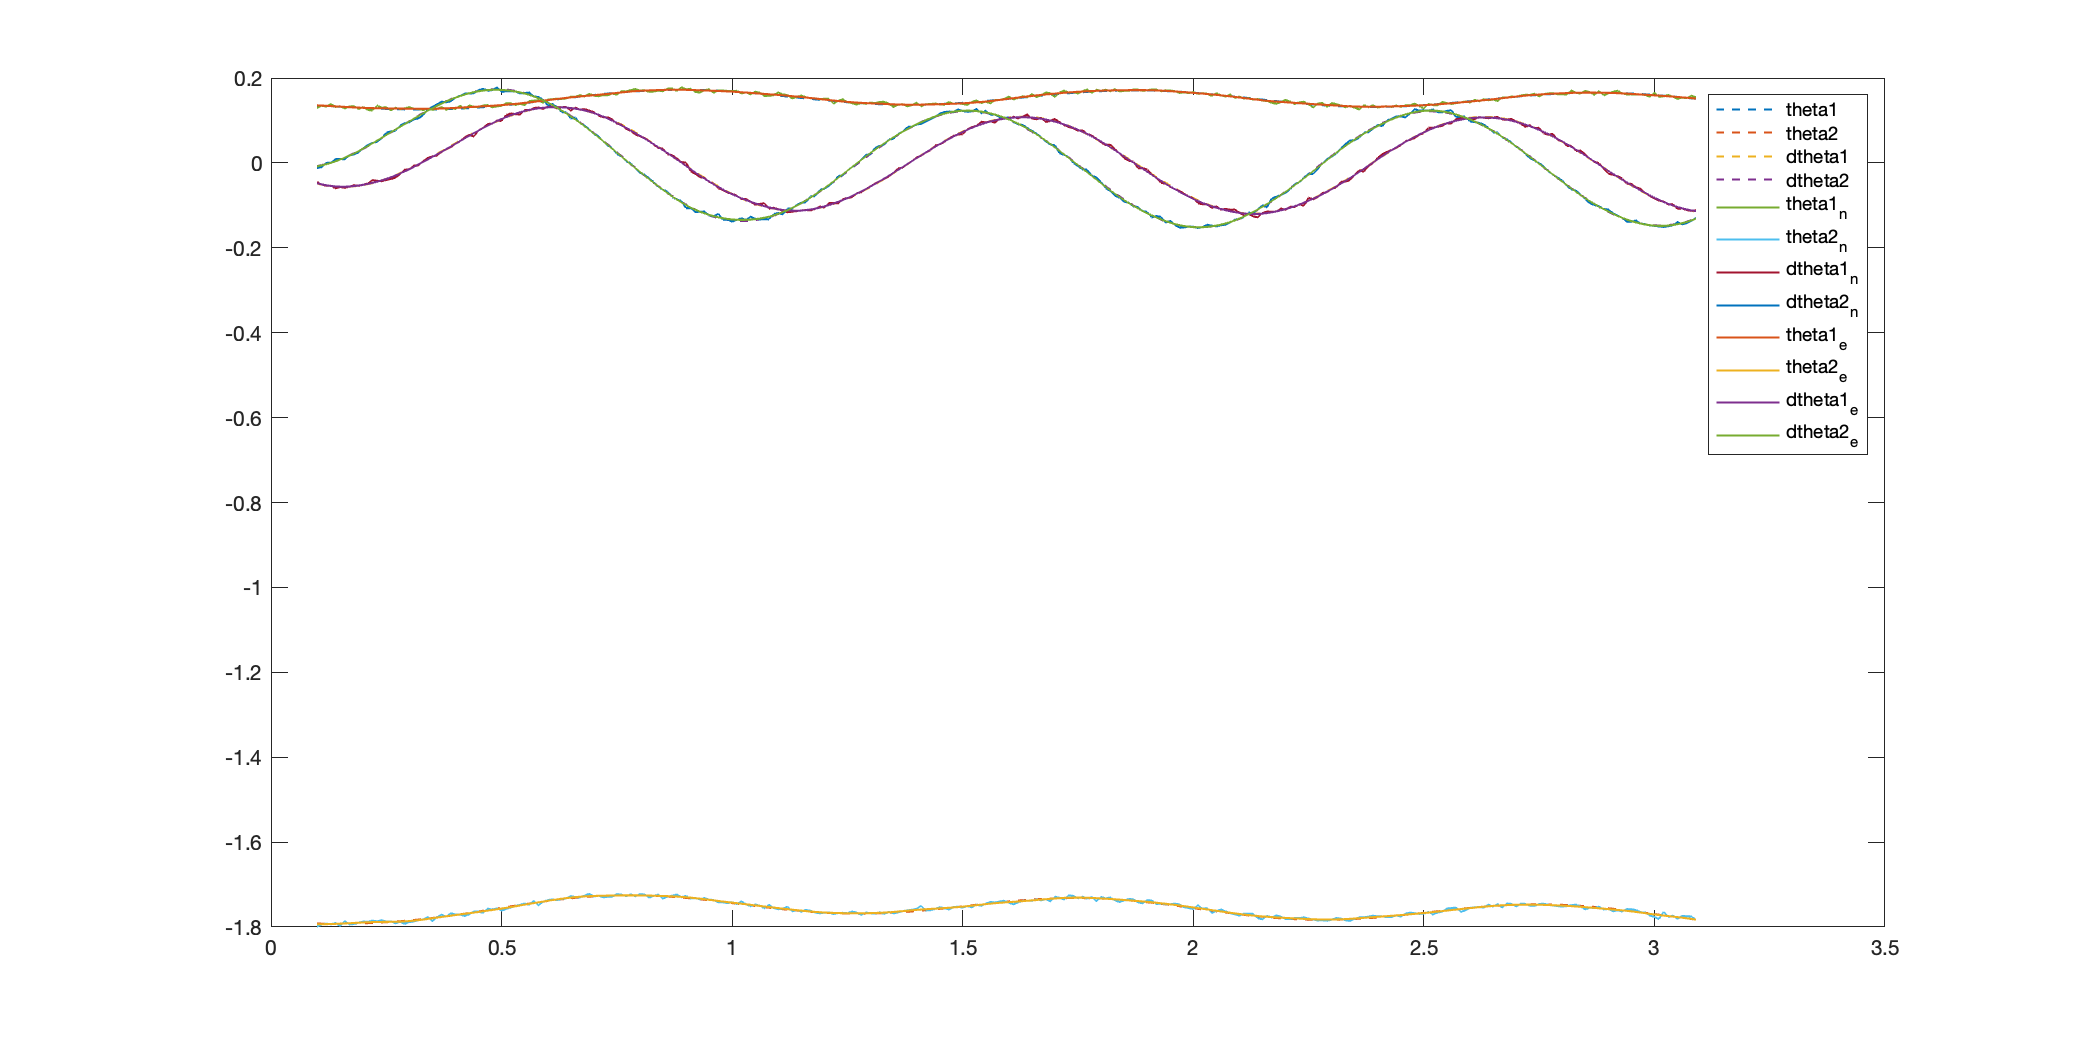 0.2
0
-0.2
-0.4
-0.6
-0.8
-1
-1.2
-1.4
-1.6
-1.8
0 0.5 1 1.5 2 2.5 3 3.5
theta1
theta2
dtheta1
dtheta2
theta1n
theta2n
dtheta1n
dtheta2n
theta1e
theta2e
dtheta1e
dtheta2e